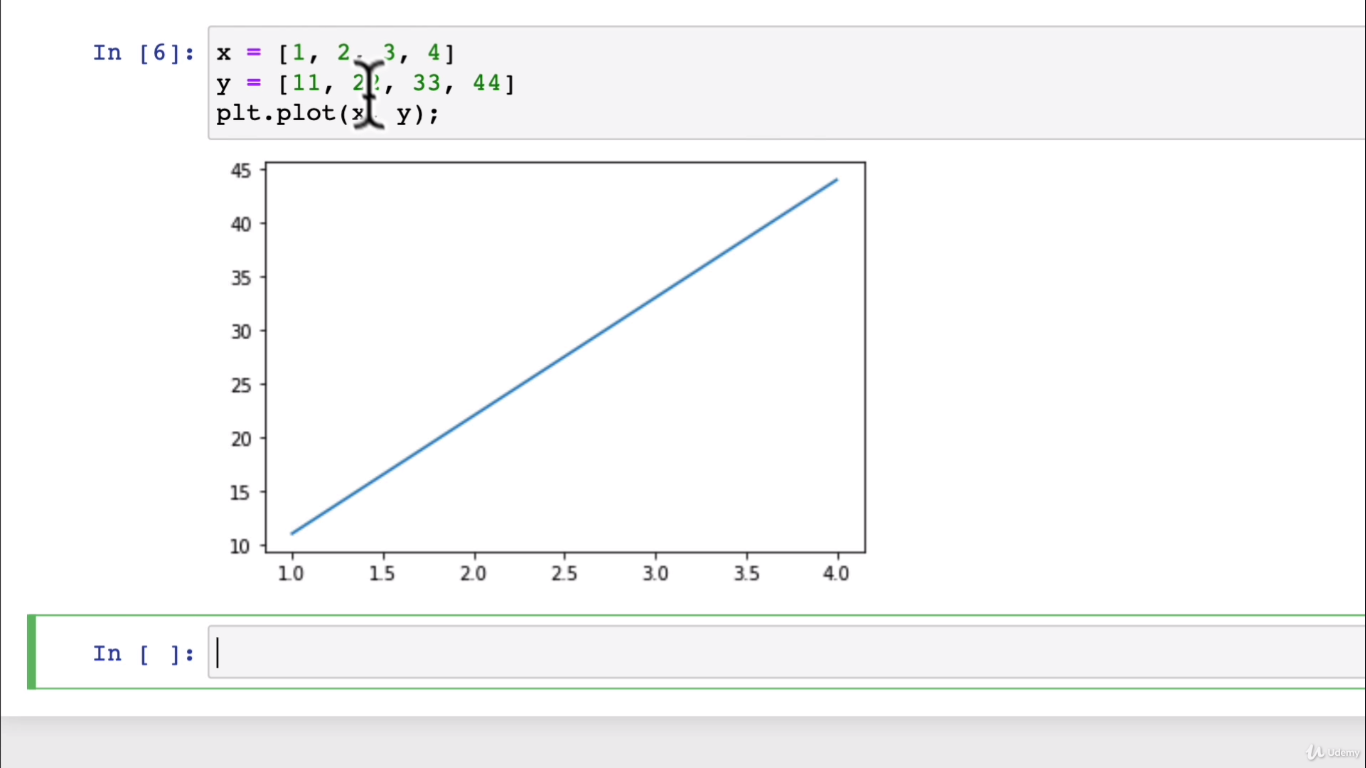 In [6]: x = [1, 2, 3, 4]
y = [11, 22, 33, 44]
plt.plot(x, y);
45
40
35
30
25
20
15
10
1.0 1.5 2.0 2.5 3.0 3.5 4.0
In [ ]:
Udemy